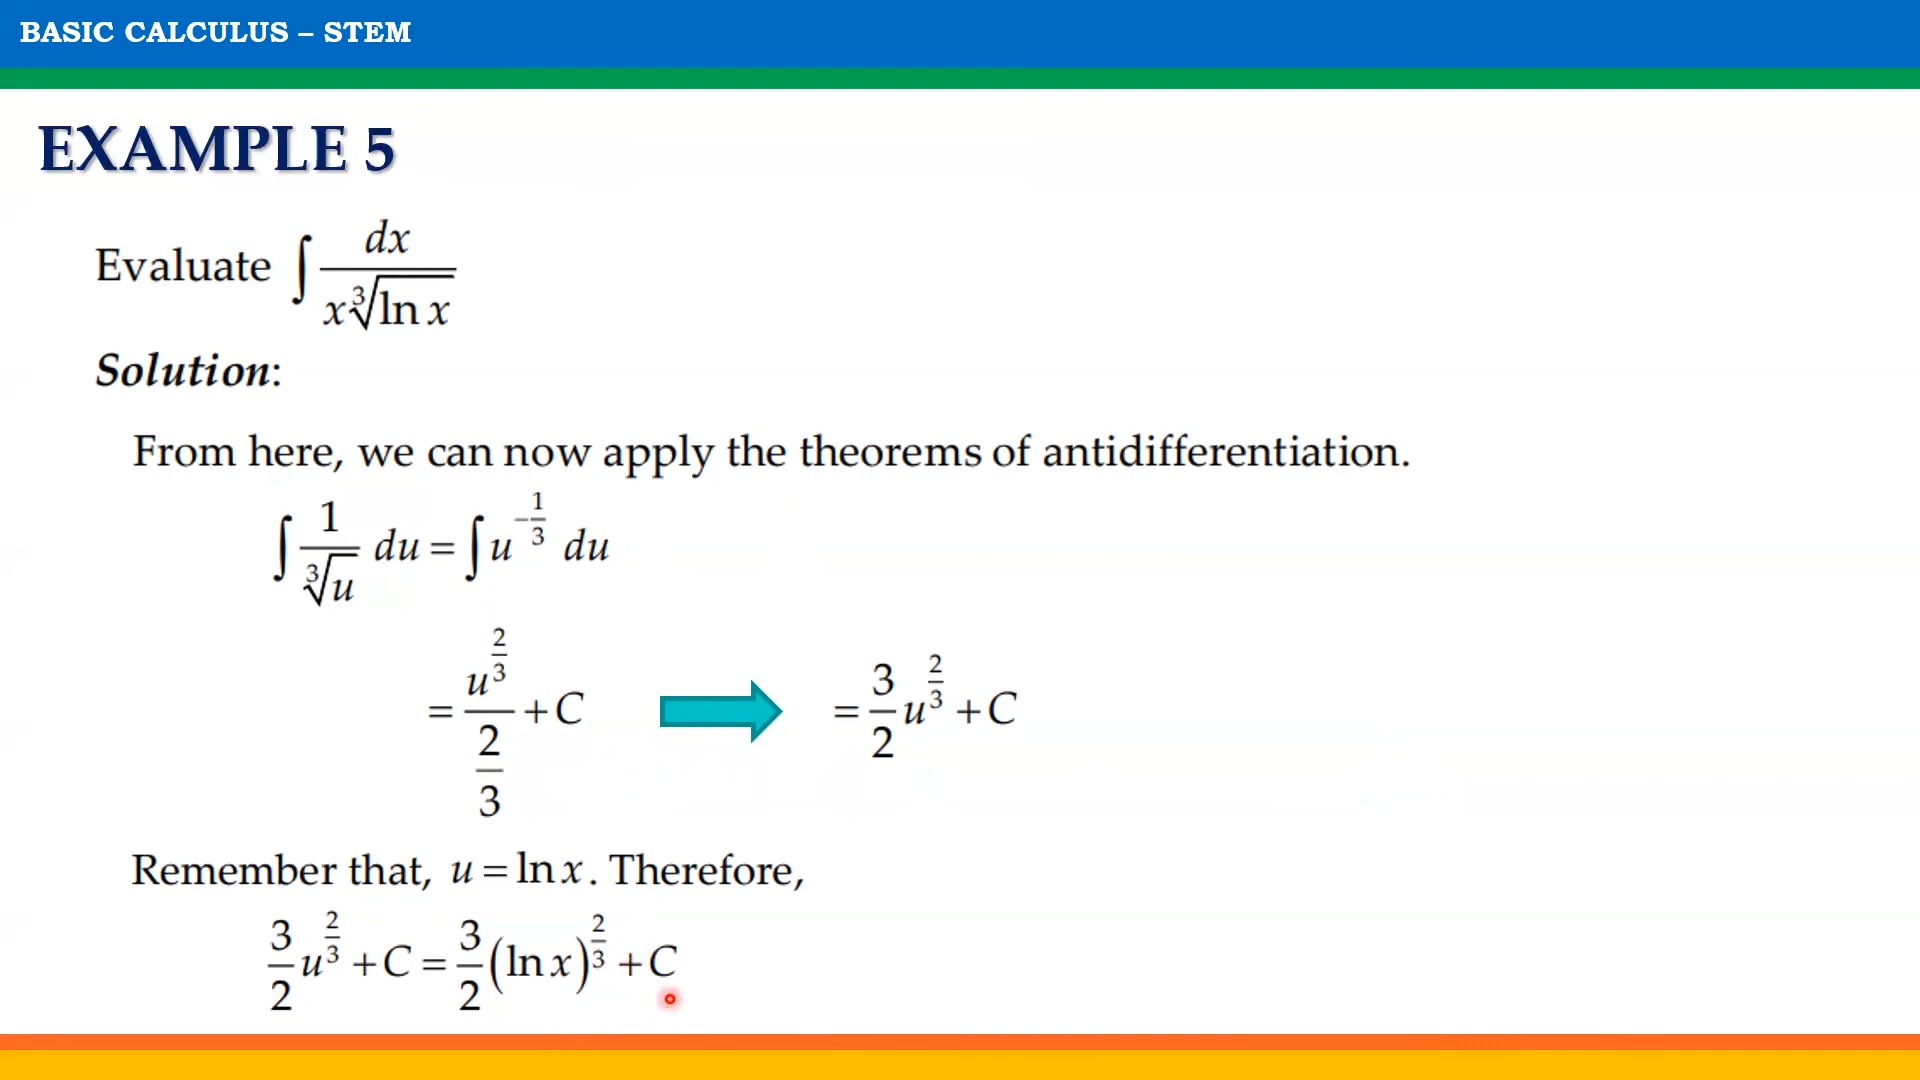 BASIC CALCULUS – STEM
EXAMPLE 5
Evaluate ∫ dx / (x ∛(ln x))
Solution:
From here, we can now apply the theorems of antidifferentiation.
∫ 1/∛u du = ∫ u^(-1/3) du
= u^(2/3) / (2/3) + C = 3/2 u^(2/3) + C
Remember that, u = ln x. Therefore,
3/2 u^(2/3) + C = 3/2 (ln x)^(2/3) + C